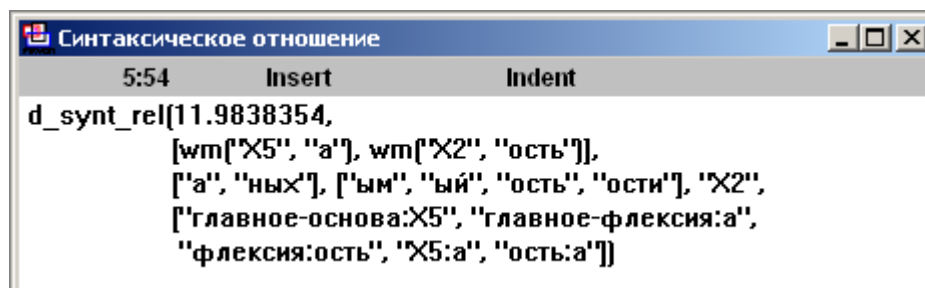 Синтаксическое отношение
5:54 Insert Indent
d_synt_rel(11.9838354,
[wm("X5", "а"), wm("X2", "ость")],
["а", "ных"], ["ым", "ый", "ость", "ости"], "X2",
["главное-основа:X5", "главное-флексия:а",
"флексия:ость", "X5:а", "ость:а"])